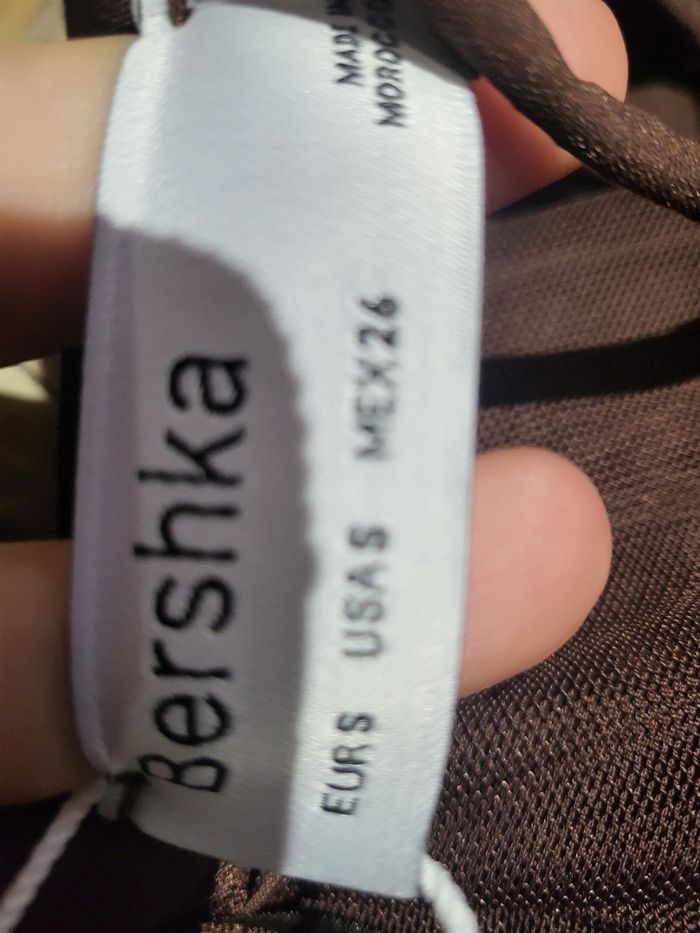 Bershka
EUR S USA S MEX 26
MADE IN
MOROCCO